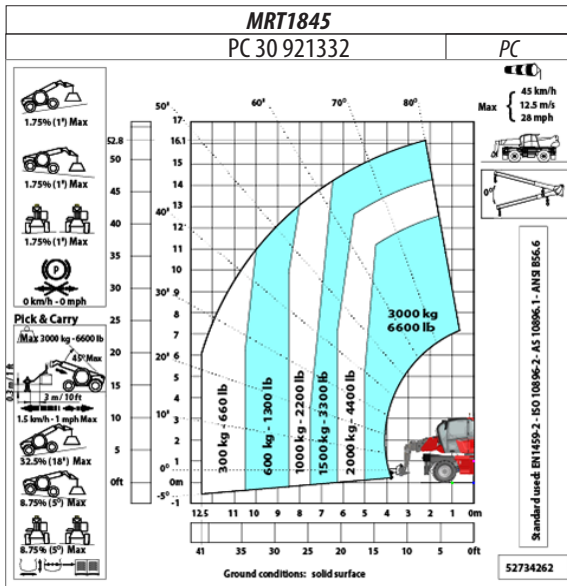 MRT1845
PC 30 921332
PC
1.75% (1°) Max
1.75% (1°) Max
1.75% (1°) Max
P
0 km/h - 0 mph
Pick & Carry
Max 3000 kg - 6600 lb
45° Max
0.3 m / 1 ft
3 m / 10 ft
1.5 km/h - 1 mph Max
32.5% (18°) Max
8.75% (5°) Max
8.75% (5°) Max
52.8
50
45
40
35
30
25
20
15
10
5
0ft
17
16.1
15
14
13
12
11
10
9
8
7
6
5
4
3
2
1
0m
-1
-5°
0°
10°
20°
30°
40°
50°
60°
70°
80°
300 kg - 660 lb
600 kg - 1300 lb
1000 kg - 2200 lb
1500 kg - 3300 lb
2000 kg - 4400 lb
3000 kg
6600 lb
12.5 11 10 9 8 7 6 5 4 3 2 1 0m
41 35 30 25 20 15 10 5 0ft
Ground conditions: solid surface
Max
45 km/h
12.5 m/s
28 mph
0°
Standard used: EN1459-2 - ISO 10896-2 - AS 10896.1 - ANSI B56.6
52734262